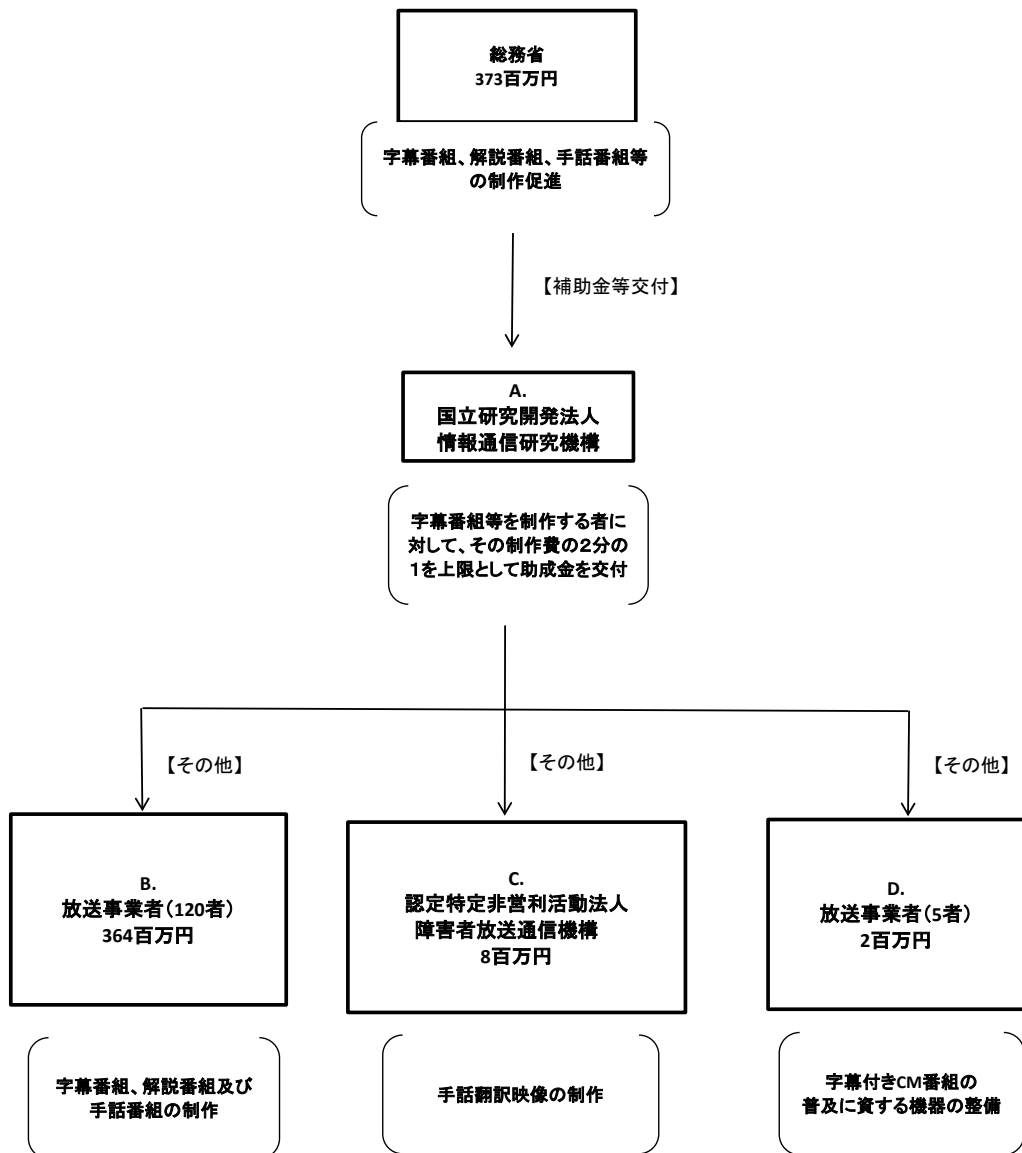 総務省
373百万円
字幕番組、解説番組、手話番組等
の制作促進
【補助金等交付】
A.
国立研究開発法人
情報通信研究機構
字幕番組等を制作する者に
対して、その制作費の2分の
1を上限として助成金を交付
【その他】
【その他】
【その他】
B.
放送事業者(120者)
364百万円
C.
認定特定非営利活動法人
障害者放送通信機構
8百万円
D.
放送事業者(5者)
2百万円
字幕番組、解説番組及び
手話番組の制作
手話翻訳映像の制作
字幕付きCM番組の
普及に資する機器の整備